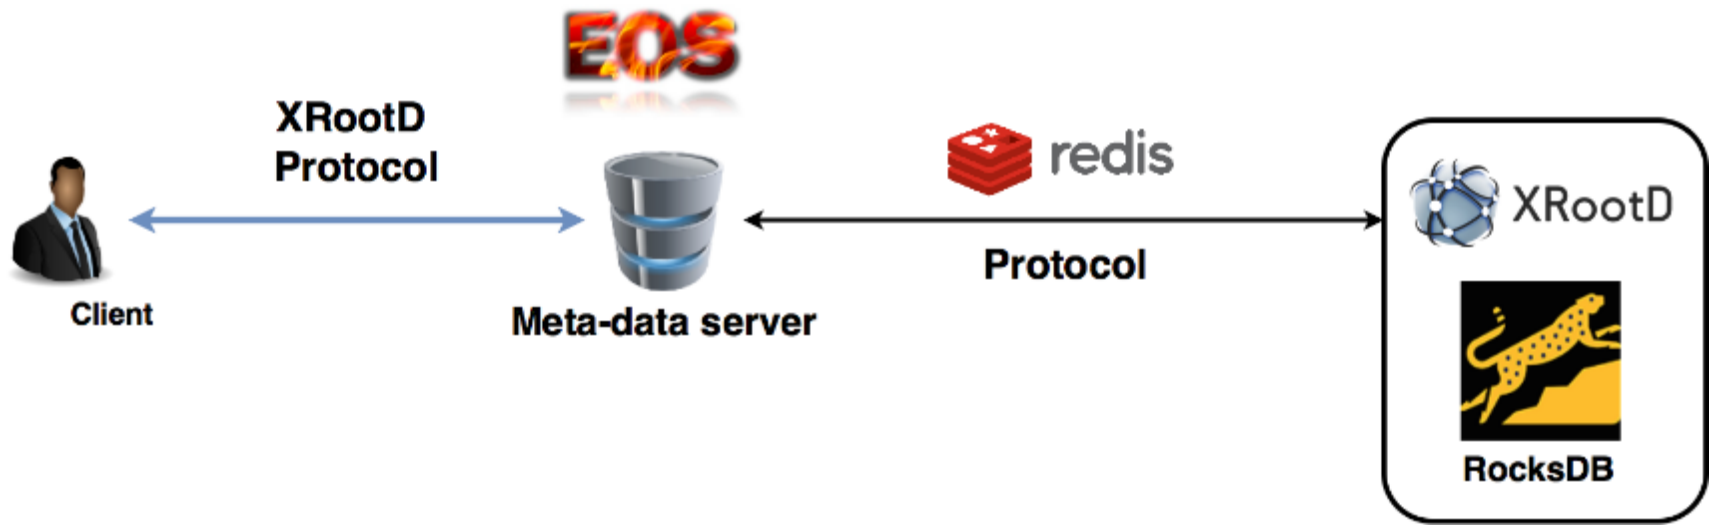 EOS
XRootD
Protocol
redis
XRootD
Protocol
Client
Meta-data server
RocksDB